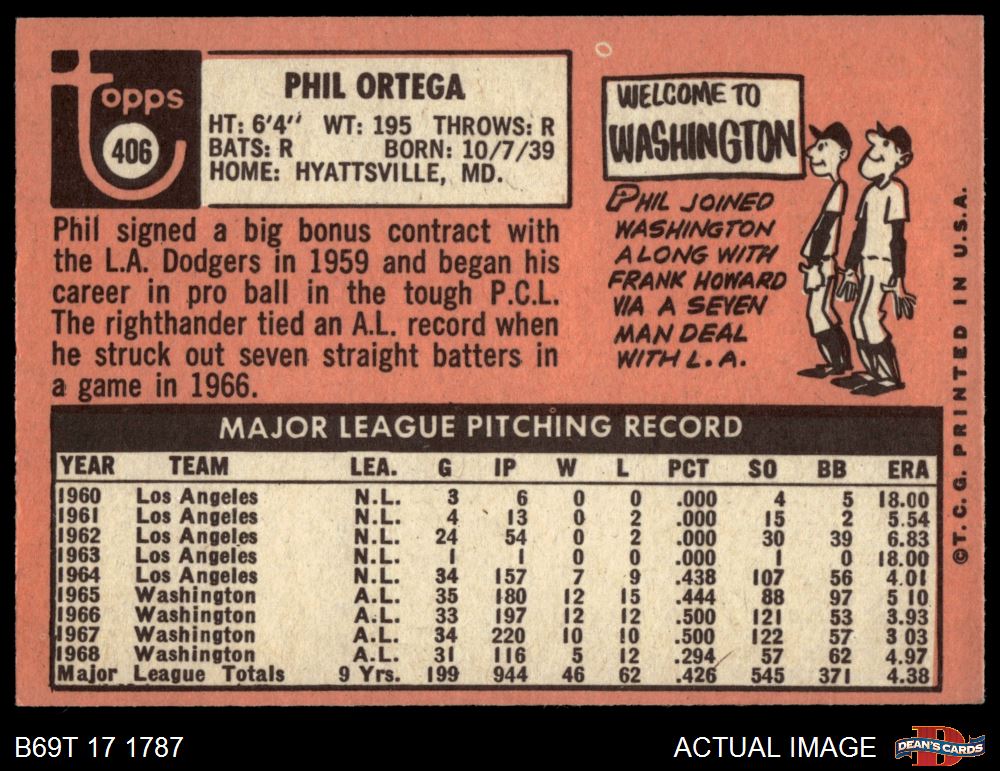 Topps
406
PHIL ORTEGA
HT: 6'4" WT: 195 THROWS: R
BATS: R BORN: 10/7/39
HOME: HYATTSVILLE, MD.
Phil signed a big bonus contract with
the L.A. Dodgers in 1959 and began his
career in pro ball in the tough P.C.L.
The righthander tied an A.L. record when
he struck out seven straight batters in
a game in 1966.
WELCOME TO
WASHINGTON
PHIL JOINED
WASHINGTON
ALONG WITH
FRANK HOWARD
VIA A SEVEN
MAN DEAL
WITH L.A.
©T.C.G. PRINTED IN U.S.A.
MAJOR LEAGUE PITCHING RECORD
YEAR TEAM LEA. G IP W L PCT SO BB ERA
1960 Los Angeles N.L. 3 6 0 0 .000 4 5 18.00
1961 Los Angeles N.L. 4 13 0 2 .000 15 2 5.54
1962 Los Angeles N.L. 24 54 0 2 .000 30 39 6.83
1963 Los Angeles N.L. 1 1 0 0 .000 1 0 18.00
1964 Los Angeles N.L. 34 157 7 9 .438 107 56 4.01
1965 Washington A.L. 35 180 12 15 .444 88 97 5 10
1966 Washington A.L. 33 197 12 12 .500 121 53 3.93
1967 Washington A.L. 34 220 10 10 .500 122 57 3 03
1968 Washington A.L. 31 116 5 12 .294 57 62 4.97
Major League Totals 9 Yrs. 199 944 46 62 .426 545 371 4.38
B69T 17 1787
ACTUAL IMAGE
D
DEAN'S CARDS